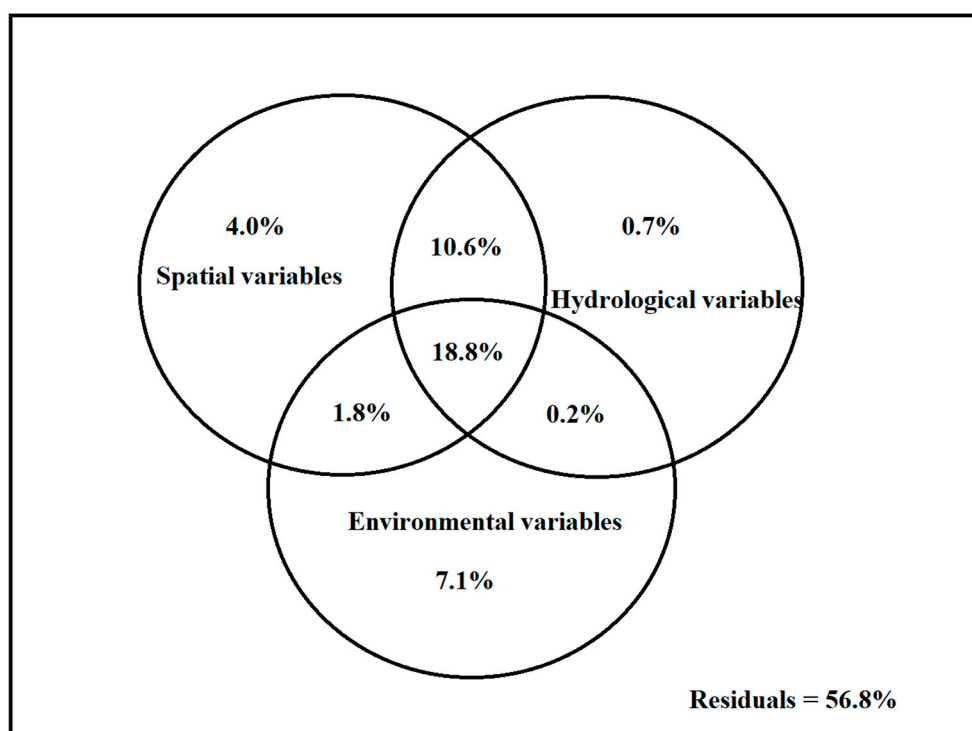 4.0%
0.7%
10.6%
Spatial variables
Hydrological variables
18.8%
1.8%
0.2%
Environmental variables
7.1%
Residuals = 56.8%